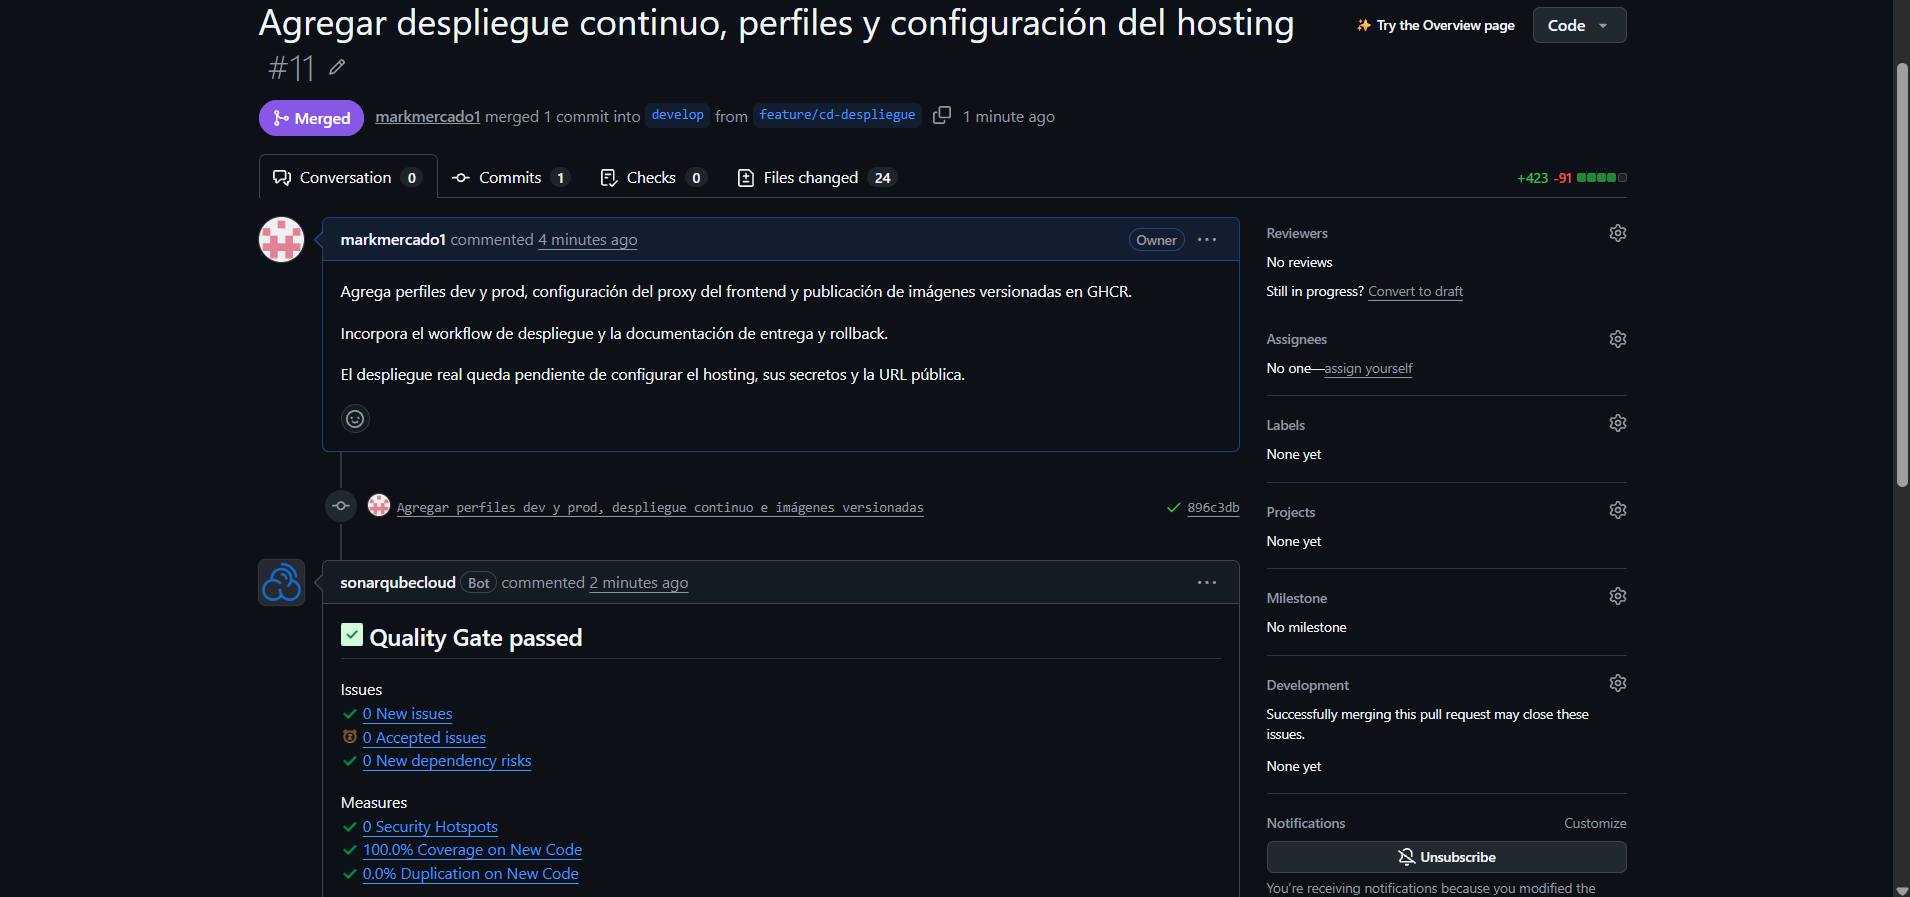 Agregar despliegue continuo, perfiles y configuración del hosting
#11
✨ Try the Overview page
Code
Merged
markmercado1 merged 1 commit into develop from feature/cd-despliegue 1 minute ago
Conversation 0
Commits 1
Checks 0
Files changed 24
+423 -91
markmercado1 commented 4 minutes ago
Owner
Agrega perfiles dev y prod, configuración del proxy del frontend y publicación de imágenes versionadas en GHCR.
Incorpora el workflow de despliegue y la documentación de entrega y rollback.
El despliegue real queda pendiente de configurar el hosting, sus secretos y la URL pública.
Agregar perfiles dev y prod, despliegue continuo e imágenes versionadas
896c3db
sonarqubecloud Bot commented 2 minutes ago
Quality Gate passed
Issues
0 New issues
0 Accepted issues
0 New dependency risks
Measures
0 Security Hotspots
100.0% Coverage on New Code
0.0% Duplication on New Code
Reviewers
No reviews
Still in progress? Convert to draft
Assignees
No one—assign yourself
Labels
None yet
Projects
None yet
Milestone
No milestone
Development
Successfully merging this pull request may close these
issues.
None yet
Notifications
Customize
Unsubscribe
You're receiving notifications because you modified the